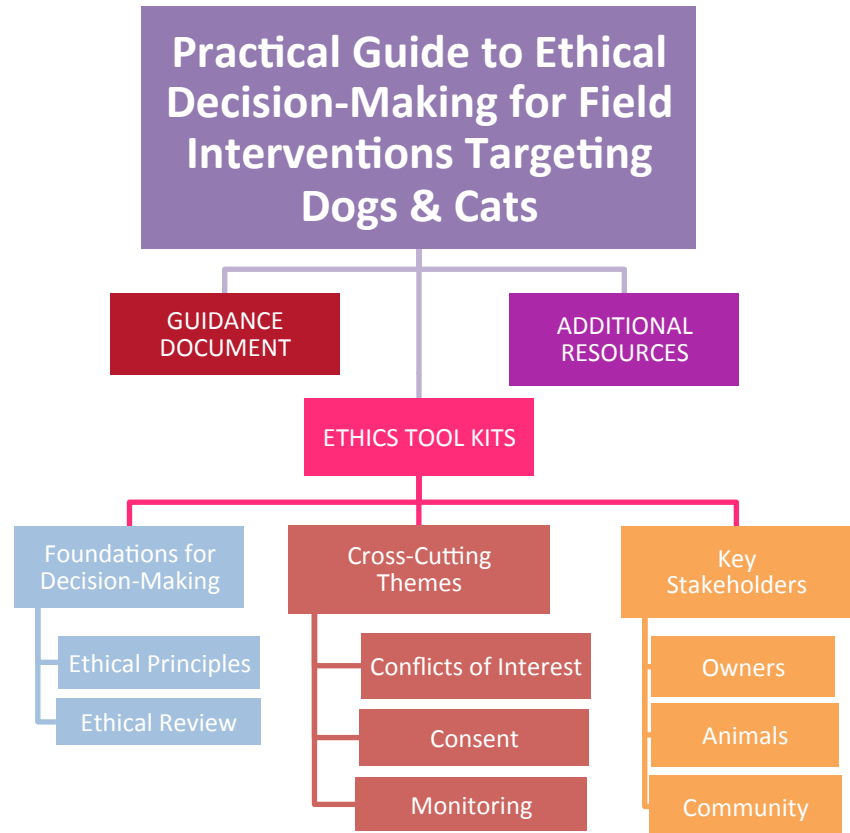 Practical Guide to Ethical
Decision-Making for Field
Interventions Targeting
Dogs & Cats
GUIDANCE
DOCUMENT
ADDITIONAL
RESOURCES
ETHICS TOOL KITS
Foundations for
Decision-Making
Ethical Principles
Ethical Review
Cross-Cutting
Themes
Conflicts of Interest
Consent
Monitoring
Key
Stakeholders
Owners
Animals
Community